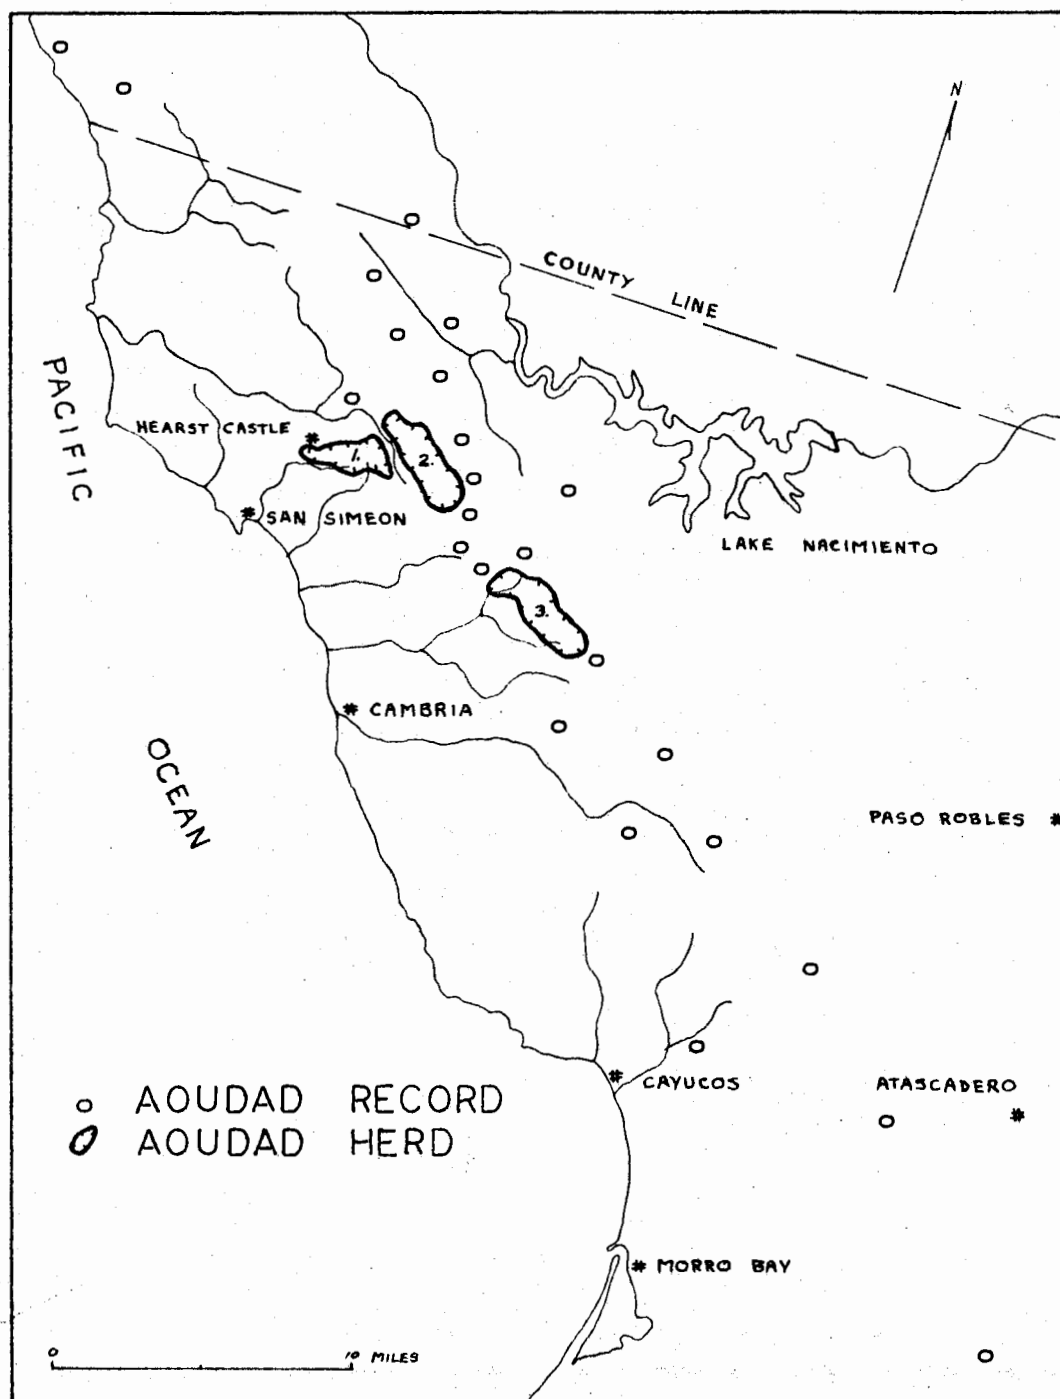 N
COUNTY LINE
PACIFIC
HEARST CASTLE
1.
2.
SAN SIMEON
LAKE NACIMIENTO
3.
CAMBRIA
OCEAN
PASO ROBLES
AOUDAD RECORD
CAYUCOS
ATASCADERO
AOUDAD HERD
MORRO BAY
0 10 MILES